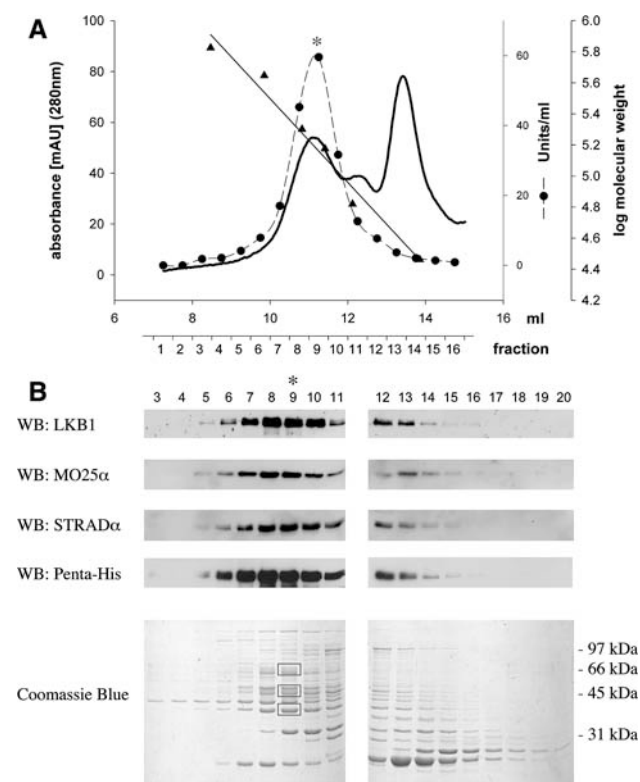 A
absorbance [mAU] (280nm)
100
80
60
40
20
0
*
60
40
20
0
Units/ml
6.0
5.8
5.6
5.4
5.2
5.0
4.8
4.6
4.4
4.2
log molecular weight
6 8 10 12 14 16
ml
1 2 3 4 5 6 7 8 9 10 11 12 13 14 15 16
fraction
B
*
3 4 5 6 7 8 9 10 11 12 13 14 15 16 17 18 19 20
WB: LKB1
WB: MO25α
WB: STRADα
WB: Penta-His
Coomassie Blue
- 97 kDa
- 66 kDa
- 45 kDa
- 31 kDa